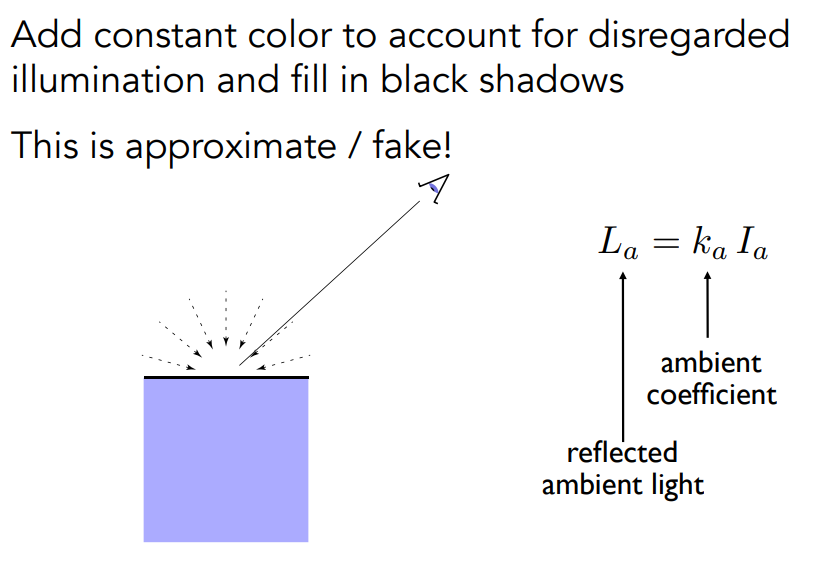 Add constant color to account for disregarded
illumination and fill in black shadows
This is approximate / fake!
L_a = k_a I_a
ambient
coefficient
reflected
ambient light